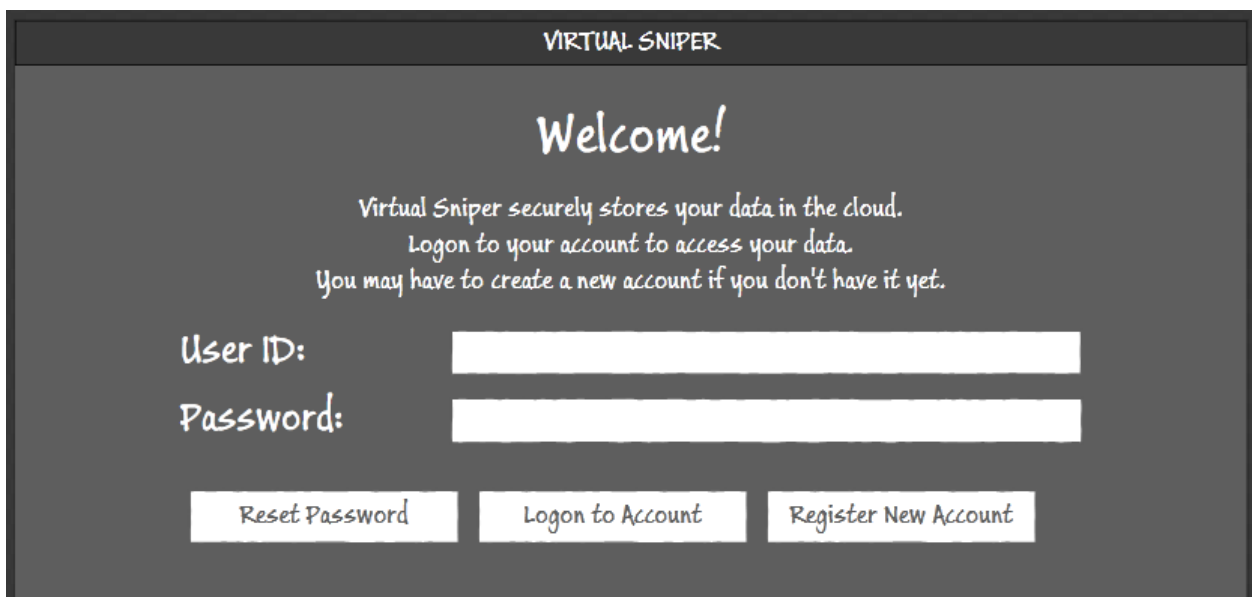 VIRTUAL SNIPER
Welcome!
Virtual Sniper securely stores your data in the cloud.
Logon to your account to access your data.
You may have to create a new account if you don't have it yet.
User ID:
Password:
Reset Password
Logon to Account
Register New Account